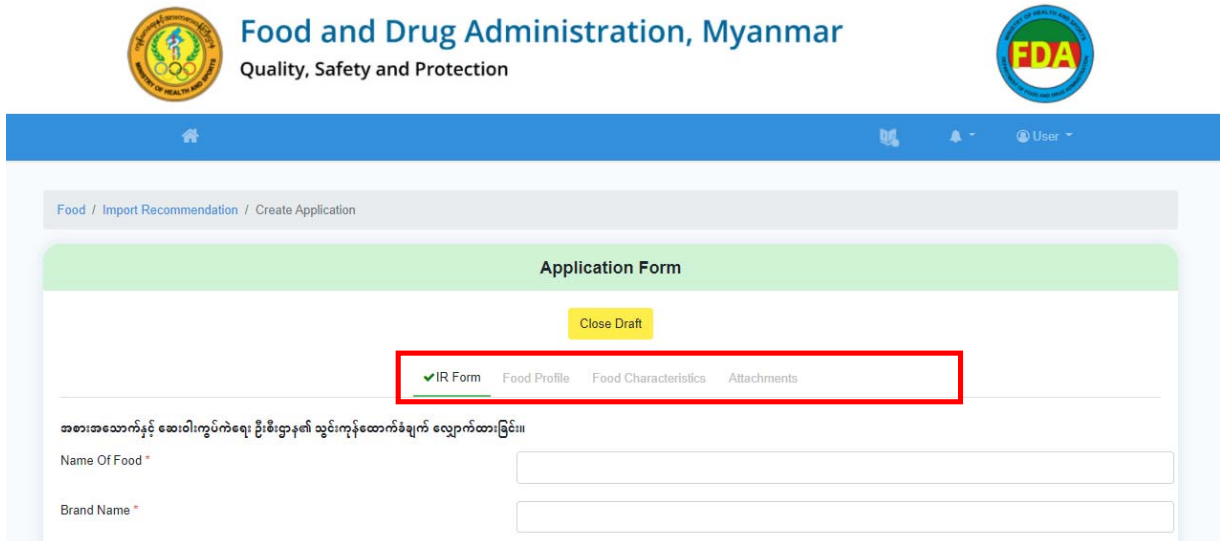 Food and Drug Administration, Myanmar
Quality, Safety and Protection
FDA
User
Food / Import Recommendation / Create Application
Application Form
Close Draft
IR Form Food Profile Food Characteristics Attachments
အစားအသောက်နှင့် ဆေးဝါးကွပ်ကဲရေး ဦးစီးဌာန၏ သွင်းကုန်ထောက်ခံချက် လျှောက်ထားခြင်း။
Name Of Food *
Brand Name *